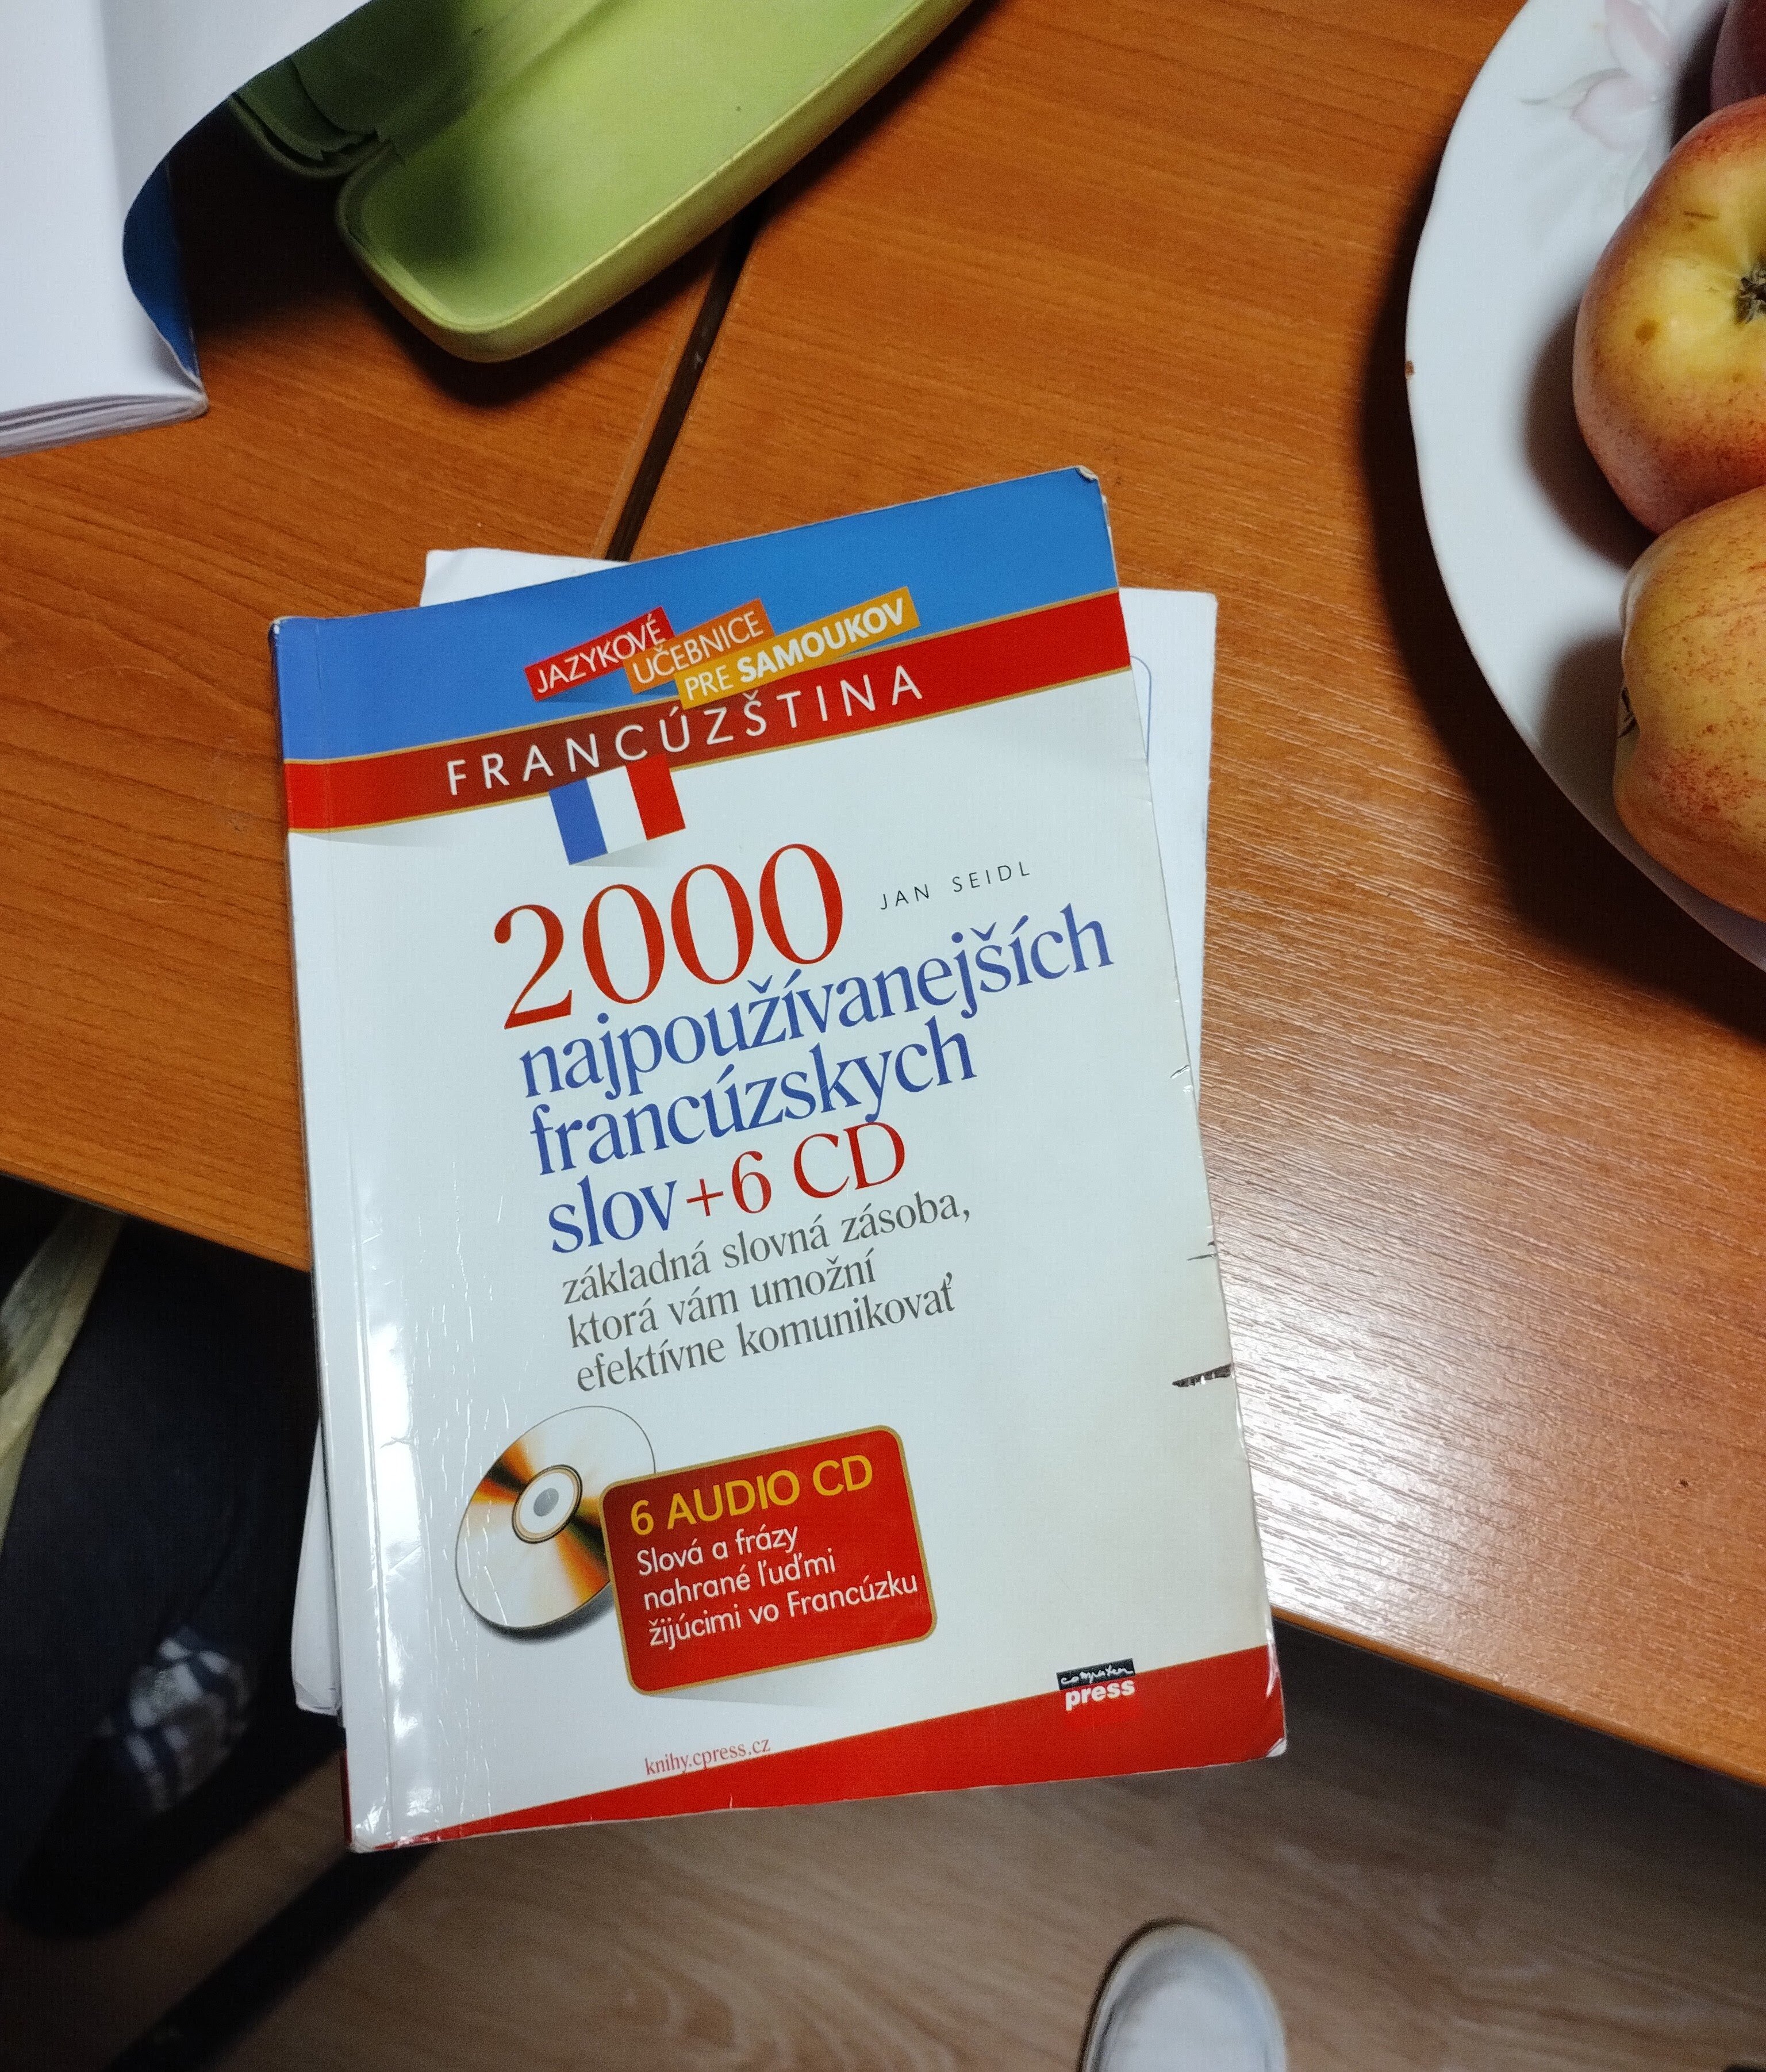 JAZYKOVÉ
UČEBNICE
PRE SAMOUKOV
FRANCÚZŠTINA
2000
JAN SEIDL
najpoužívanejších
francúzskych
slov+6 CD
základná slovná zásoba,
ktorá vám umožní
efektívne komunikovať
6 AUDIO CD
Slová a frázy
nahrané ľuďmi
žijúcimi vo Francúzku
computer
press
knihy.cpress.cz